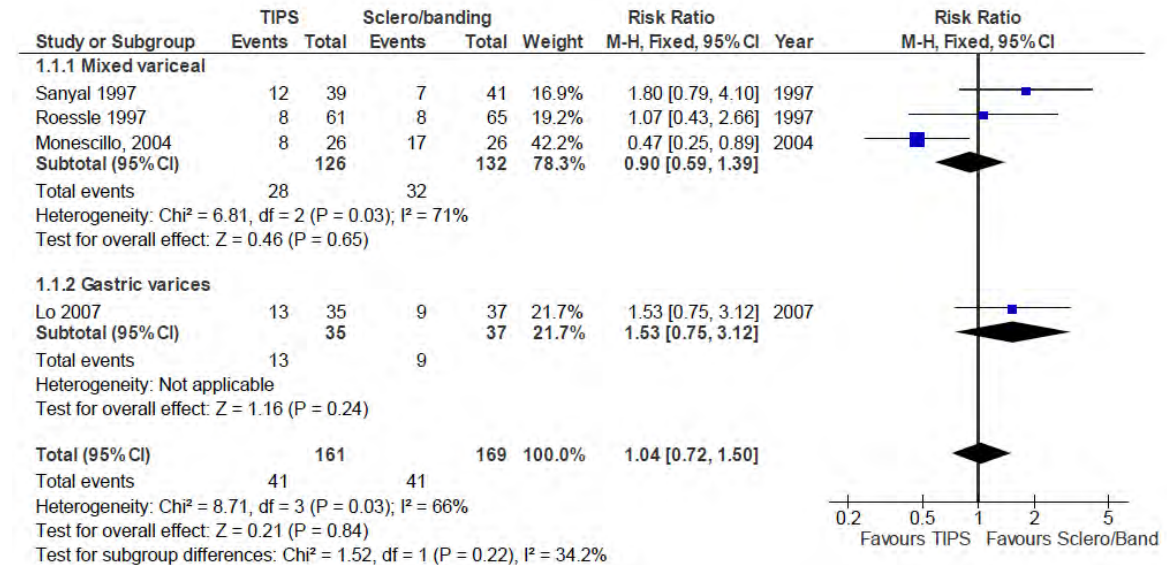 TIPS Sclero/banding Risk Ratio Risk Ratio
Study or Subgroup Events Total Events Total Weight M-H, Fixed, 95% CI Year M-H, Fixed, 95% CI
1.1.1 Mixed variceal
Sanyal 1997 12 39 7 41 16.9% 1.80 [0.79, 4.10] 1997
Roessle 1997 8 61 8 65 19.2% 1.07 [0.43, 2.66] 1997
Monescillo, 2004 8 26 17 26 42.2% 0.47 [0.25, 0.89] 2004
Subtotal (95% CI) 126 132 78.3% 0.90 [0.59, 1.39]
Total events 28 32
Heterogeneity: Chi² = 6.81, df = 2 (P = 0.03); I² = 71%
Test for overall effect: Z = 0.46 (P = 0.65)
1.1.2 Gastric varices
Lo 2007 13 35 9 37 21.7% 1.53 [0.75, 3.12] 2007
Subtotal (95% CI) 35 37 21.7% 1.53 [0.75, 3.12]
Total events 13 9
Heterogeneity: Not applicable
Test for overall effect: Z = 1.16 (P = 0.24)
Total (95% CI) 161 169 100.0% 1.04 [0.72, 1.50]
Total events 41 41
Heterogeneity: Chi² = 8.71, df = 3 (P = 0.03); I² = 66%
Test for overall effect: Z = 0.21 (P = 0.84)
Test for subgroup differences: Chi² = 1.52, df = 1 (P = 0.22), I² = 34.2%
0.2 0.5 1 2 5
Favours TIPS Favours Sclero/Band